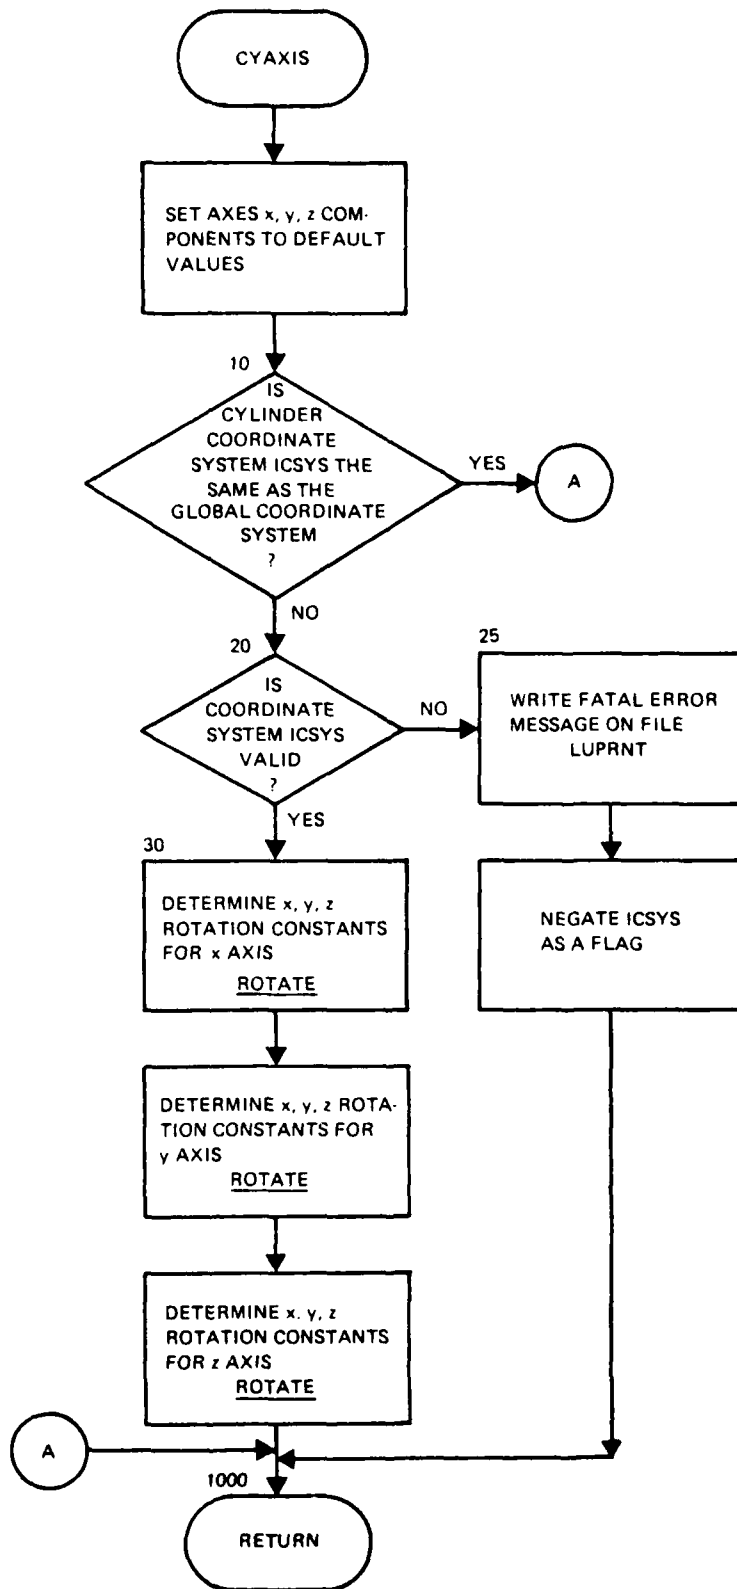 CYAXIS
SET AXES x, y, z COM-
PONENTS TO DEFAULT
VALUES
10
IS
CYLINDER
COORDINATE
SYSTEM ICSYS THE
SAME AS THE
GLOBAL COORDINATE
SYSTEM
?
YES
A
NO
20
IS
COORDINATE
SYSTEM ICSYS
VALID
?
NO
25
WRITE FATAL ERROR
MESSAGE ON FILE
LUPRNT
YES
30
DETERMINE x, y, z
ROTATION CONSTANTS
FOR x AXIS
ROTATE
NEGATE ICSYS
AS A FLAG
DETERMINE x, y, z ROTA-
TION CONSTANTS FOR
y AXIS
ROTATE
DETERMINE x. y, z
ROTATION CONSTANTS
FOR z AXIS
ROTATE
A
1000
RETURN